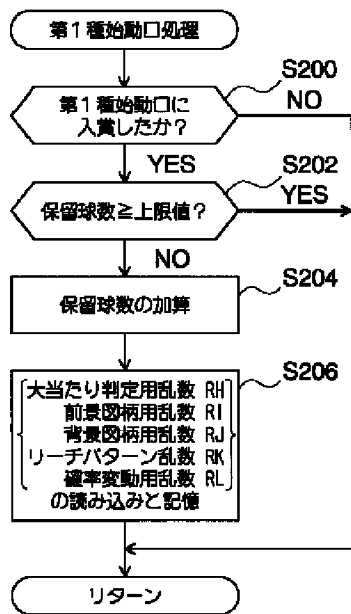 第1種始動口処理
S200
第1種始動口に
入賞したか?
NO
YES
S202
保留球数≧上限値?
YES
NO
S204
保留球数の加算
S206
大当たり判定用乱数 RH
前景図柄用乱数 RI
背景図柄用乱数 RJ
リーチパターン乱数 RK
確率変動用乱数 RL
の読み込みと記憶
リターン